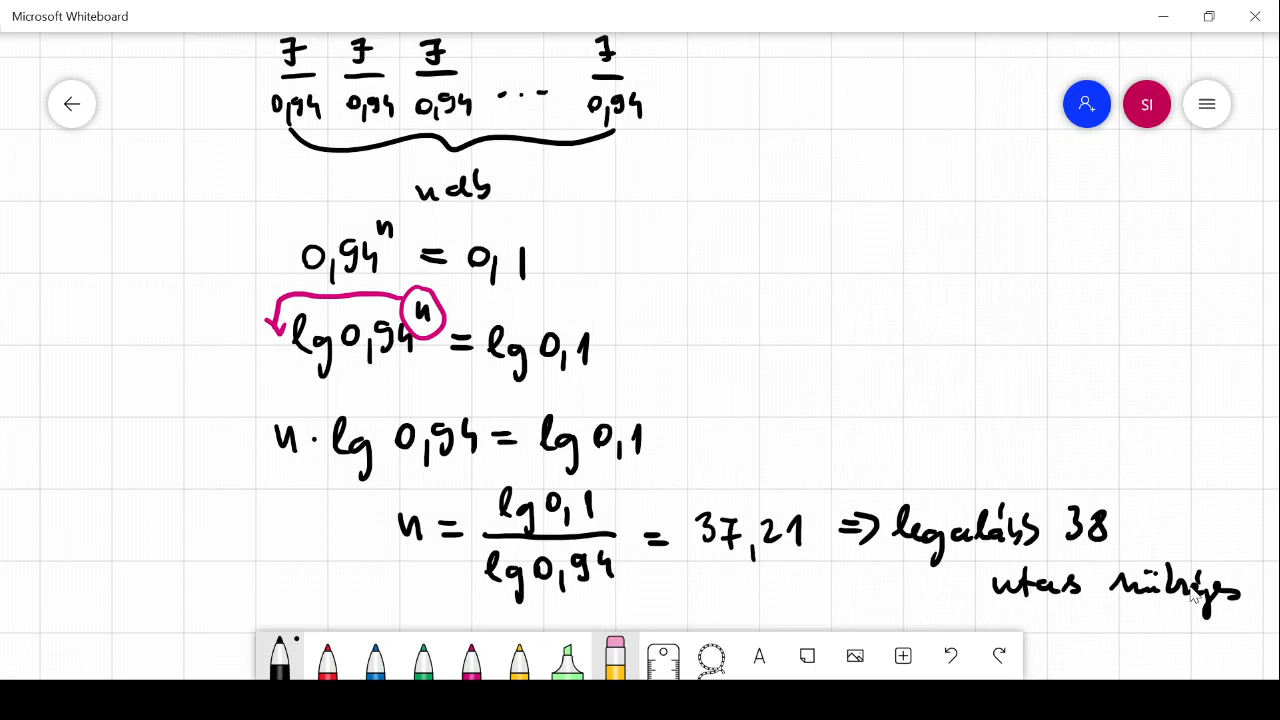 Microsoft Whiteboard
7 7 7 7
0,94 0,94 0,94 ... 0,94
n db
SI
0,94^n = 0,1
lg 0,94^n = lg 0,1
n · lg 0,94 = lg 0,1
n = lg 0,1 / lg 0,94 = 37,21 => legalább 38
utas szükséges
A